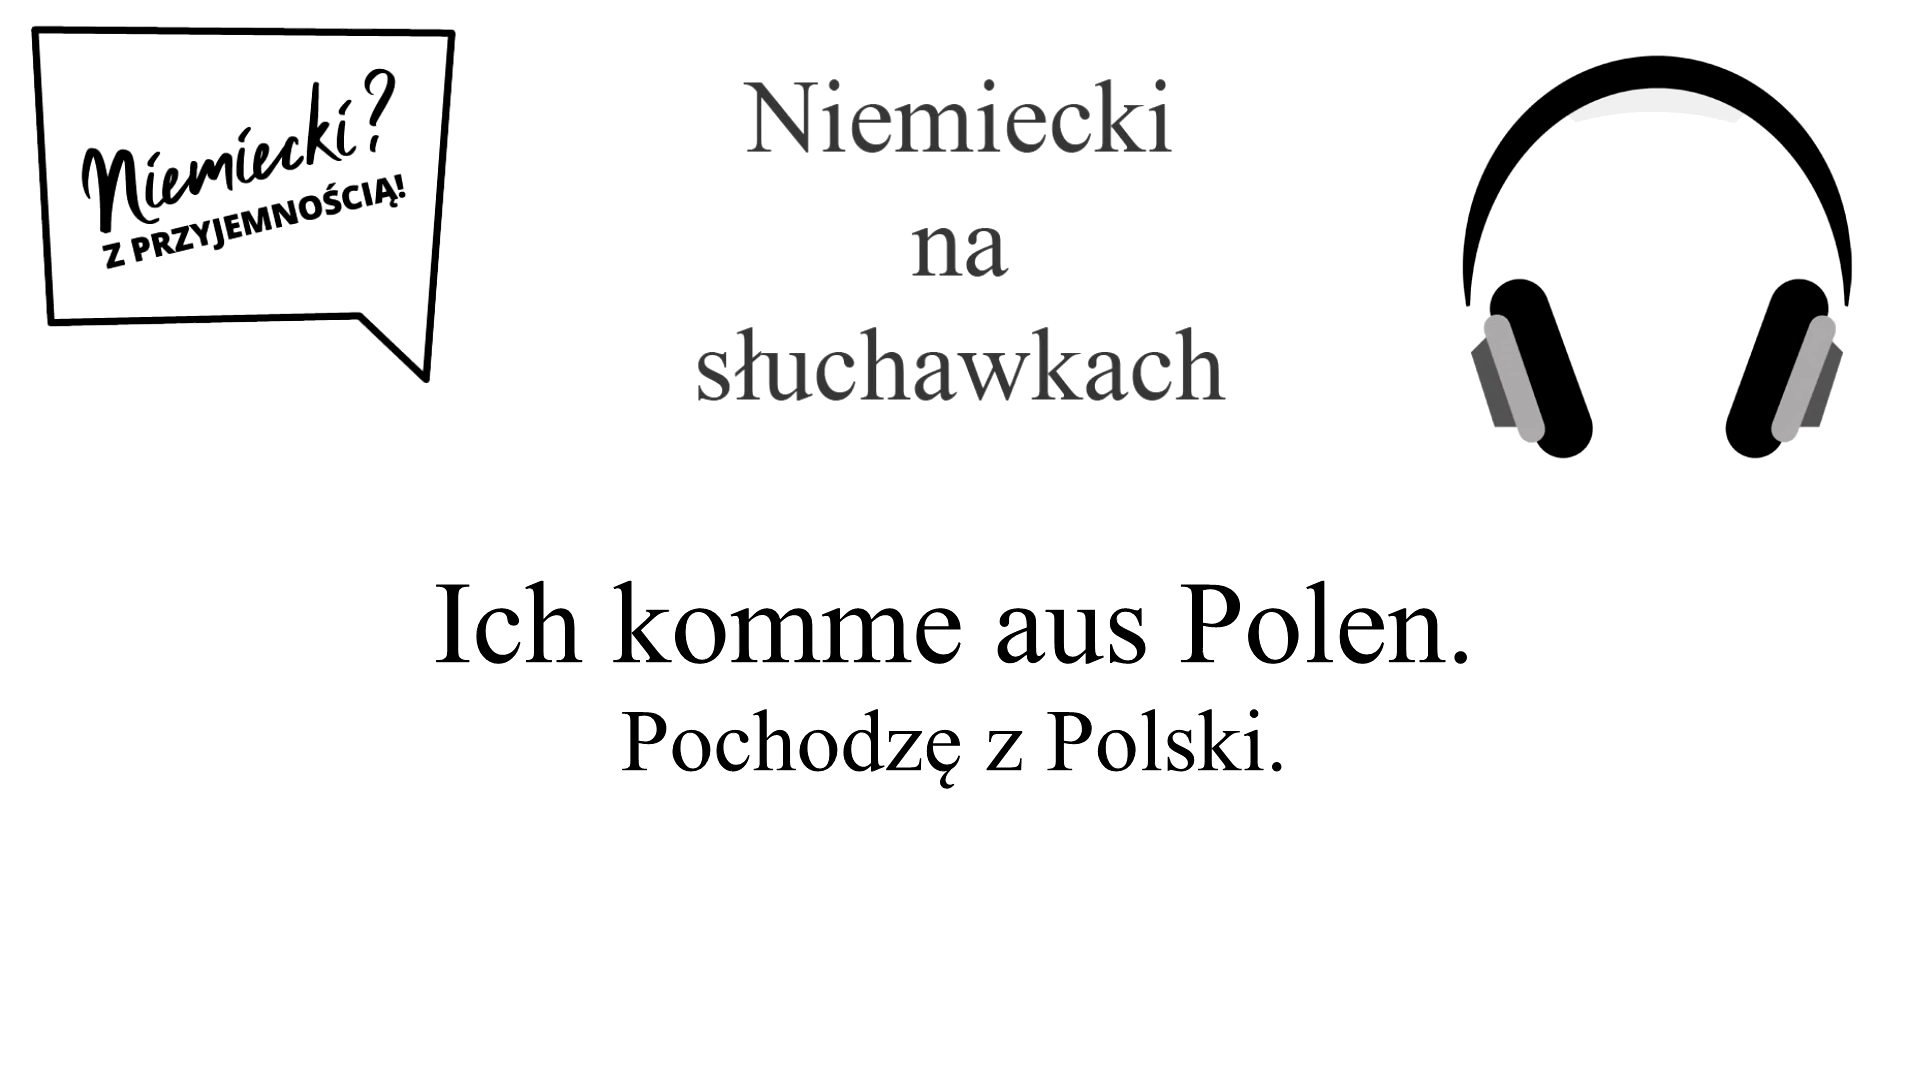 Niemiecki?
Z PRZYJEMNOŚCIĄ!
Niemiecki
na
słuchawkach
Ich komme aus Polen.
Pochodzę z Polski.